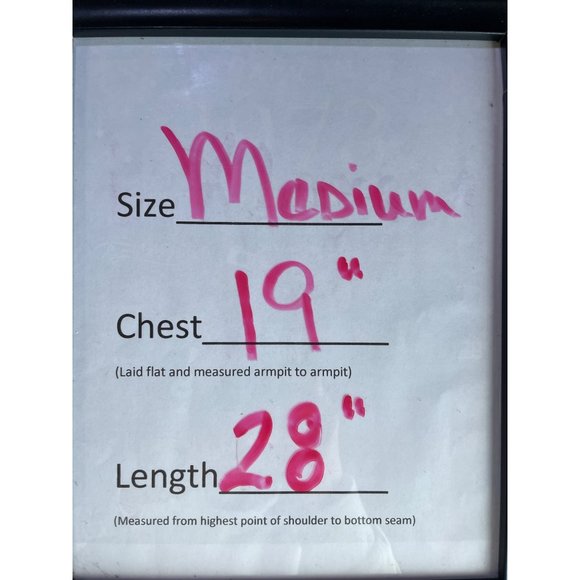 Size Medium
Chest 19"
(Laid flat and measured armpit to armpit)
Length 28"
(Measured from highest point of shoulder to bottom seam)